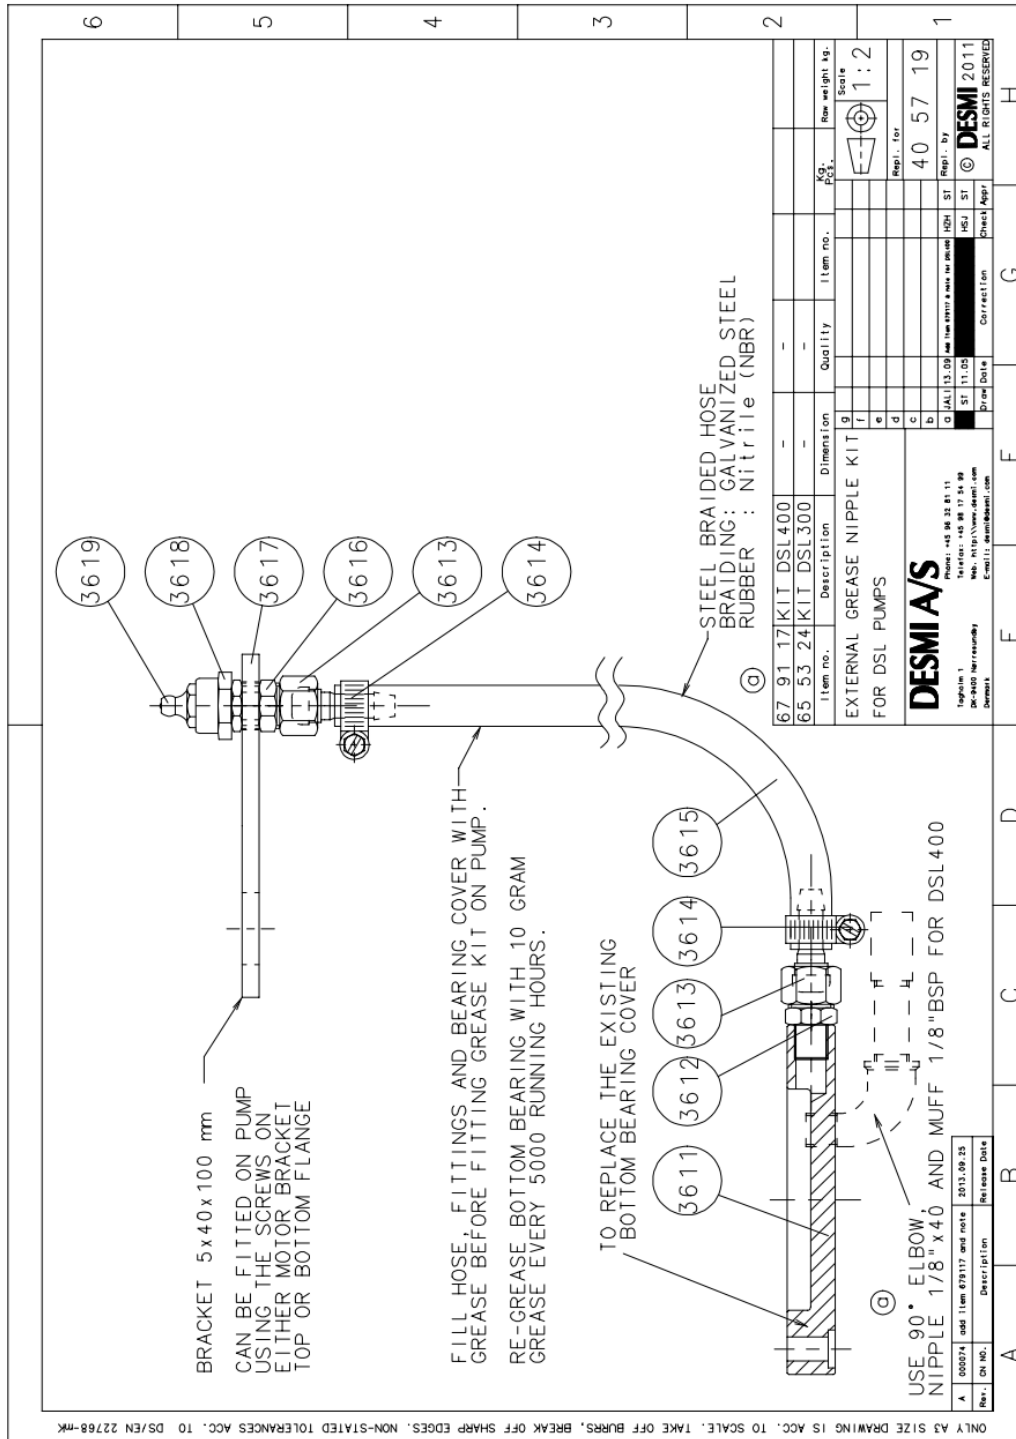 BRACKET 5x40x100 mm
CAN BE FITTED ON PUMP
USING THE SCREWS ON
EITHER MOTOR BRACKET
TOP OR BOTTOM FLANGE
3619
3618
3617
3616
3613
3614
FILL HOSE, FITTINGS AND BEARING COVER WITH
GREASE BEFORE FITTING GREASE KIT ON PUMP.
RE-GREASE BOTTOM BEARING WITH 10 GRAM
GREASE EVERY 5000 RUNNING HOURS.
TO REPLACE THE EXISTING
BOTTOM BEARING COVER
3611
3612
3613
3614
3615
STEEL BRAIDED HOSE
BRAIDING: GALVANIZED STEEL
RUBBER : Nitrile (NBR)
a
a
USE 90° ELBOW,
NIPPLE 1/8"x40 AND MUFF 1/8"BSP FOR DSL400
A 000074 add item 679117 and note 2013.09.25
Rev. CN NO. Description Release Date
67 91 17 KIT DSL400 - -
65 53 24 KIT DSL300 - -
Item no. Description Dimension Quality Item no. Kg. Pcs. Raw weight kg.
EXTERNAL GREASE NIPPLE KIT
FOR DSL PUMPS
DESMI A/S
Tagholm 1
DK-9400 Nørresundby
Denmark
Phone: +45 96 32 81 11
Telefax: +45 98 17 54 99
Web. http:\\www.desmi.com
E-mail: desmi@desmi.com
g
f
e
d
c
b
a JALI 13.09 Add item 679117 & note for DSL400 HZH ST
ST 11.05 HSJ ST
Draw Date Correction Check Appr
Scale
1:2
Repl. for
40 57 19
Repl. by
© DESMI 2011
ALL RIGHTS RESERVED
ONLY A3 SIZE DRAWING IS ACC. TO SCALE. TAKE OFF BURRS, BREAK OFF SHARP EDGES. NON-STATED TOLERANCES ACC. TO DS/EN 22768-mK
A B C D E F G H
6 5 4 3 2 1